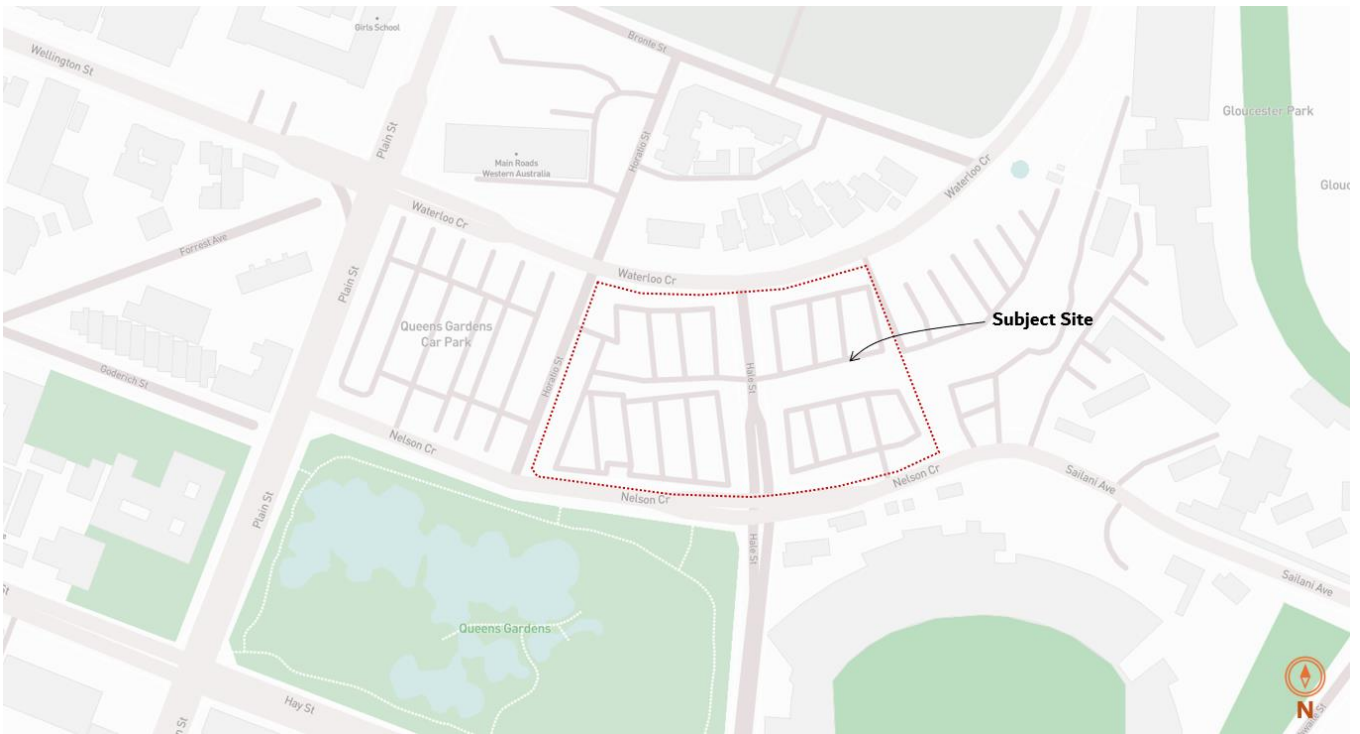 Girls School
Wellington St
Bronte St
Plain St
Gloucester Park
Main Roads
Western Australia
Horatio St
Waterloo Cr
Waterloo Cr
Forrest Ave
Waterloo Cr
Plain St
Queens Gardens
Car Park
Subject Site
Horatio St
Hale St
Goderich St
Nelson Cr
Nelson Cr
Nelson Cr
Sailani Ave
Plain St
Hale St
Sailani Ave
Queens Gardens
Hay St
N